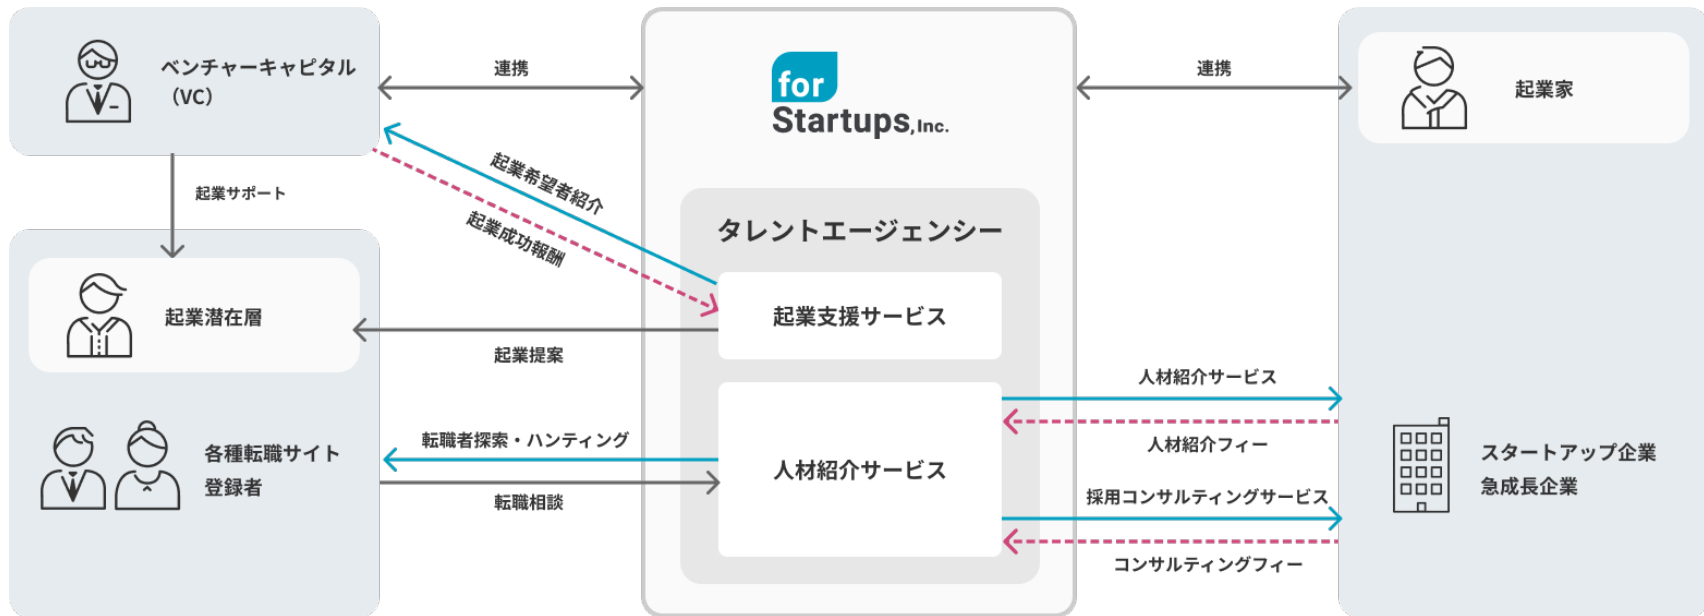 ベンチャーキャピタル
（VC）
連携
for
Startups,Inc.
連携
起業家
起業希望者紹介
起業成功報酬
起業サポート
タレントエージェンシー
起業潜在層
起業支援サービス
起業提案
人材紹介サービス
人材紹介フィー
各種転職サイト
登録者
転職者探索・ハンティング
転職相談
人材紹介サービス
スタートアップ企業
急成長企業
採用コンサルティングサービス
コンサルティングフィー